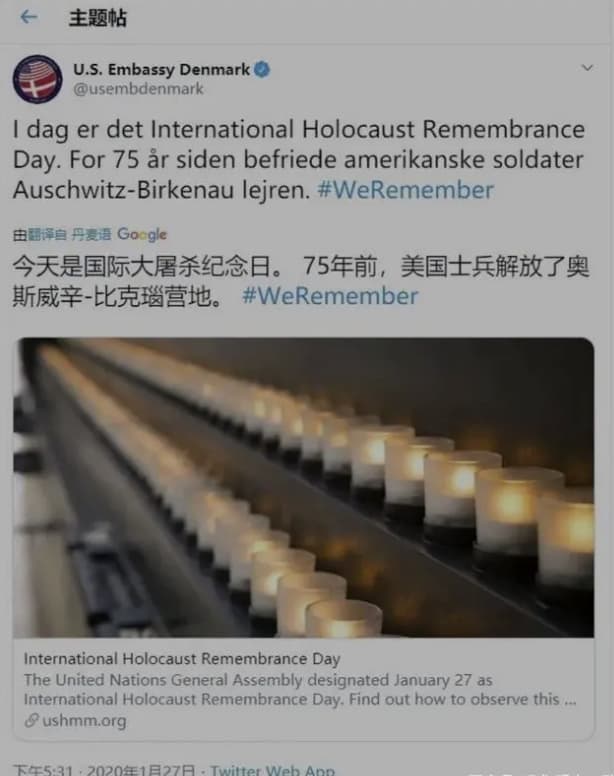 主题帖
U.S. Embassy Denmark
@usembdenmark
I dag er det International Holocaust Remembrance
Day. For 75 år siden befriede amerikanske soldater
Auschwitz-Birkenau lejren. #WeRemember
由翻译自 丹麦语 Google
今天是国际大屠杀纪念日。 75年前，美国士兵解放了奥
斯威辛-比克瑙营地。 #WeRemember
International Holocaust Remembrance Day
The United Nations General Assembly designated January 27 as
International Holocaust Remembrance Day. Find out how to observe this ...
ushmm.org
下午5:31 · 2020年1月27日 · Twitter Web App